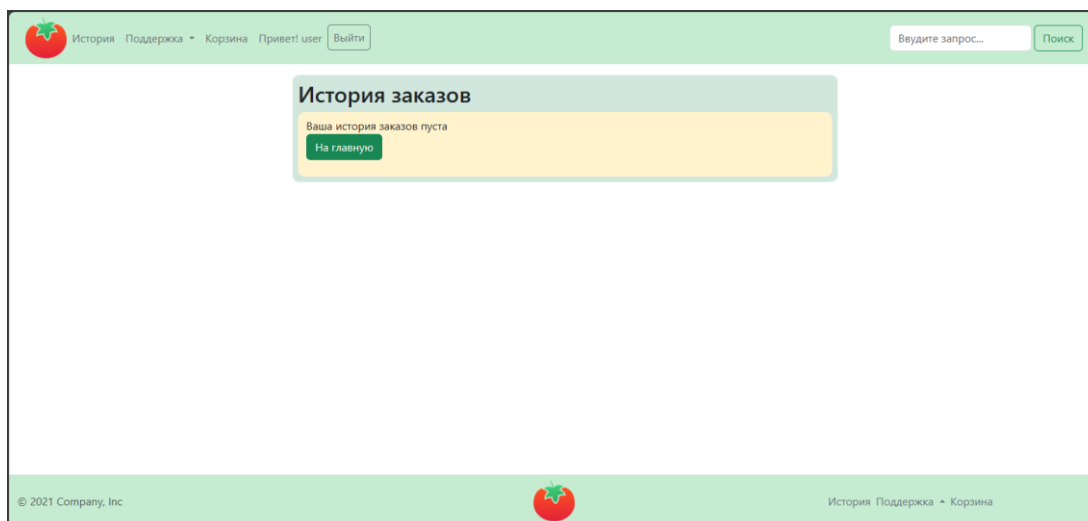 История Поддержка Корзина Привет! user Выйти Ввудите запрос... Поиск
История заказов
Ваша история заказов пуста
На главную
© 2021 Company, Inc История Поддержка Корзина